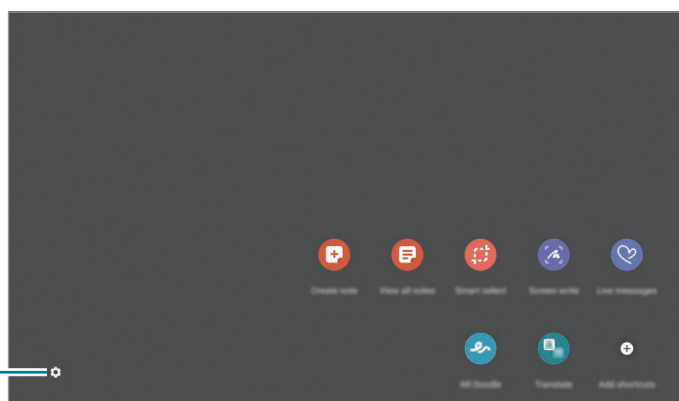 Create note View all notes Smart select Screen write Live messages
AR Doodle Translate Add shortcuts